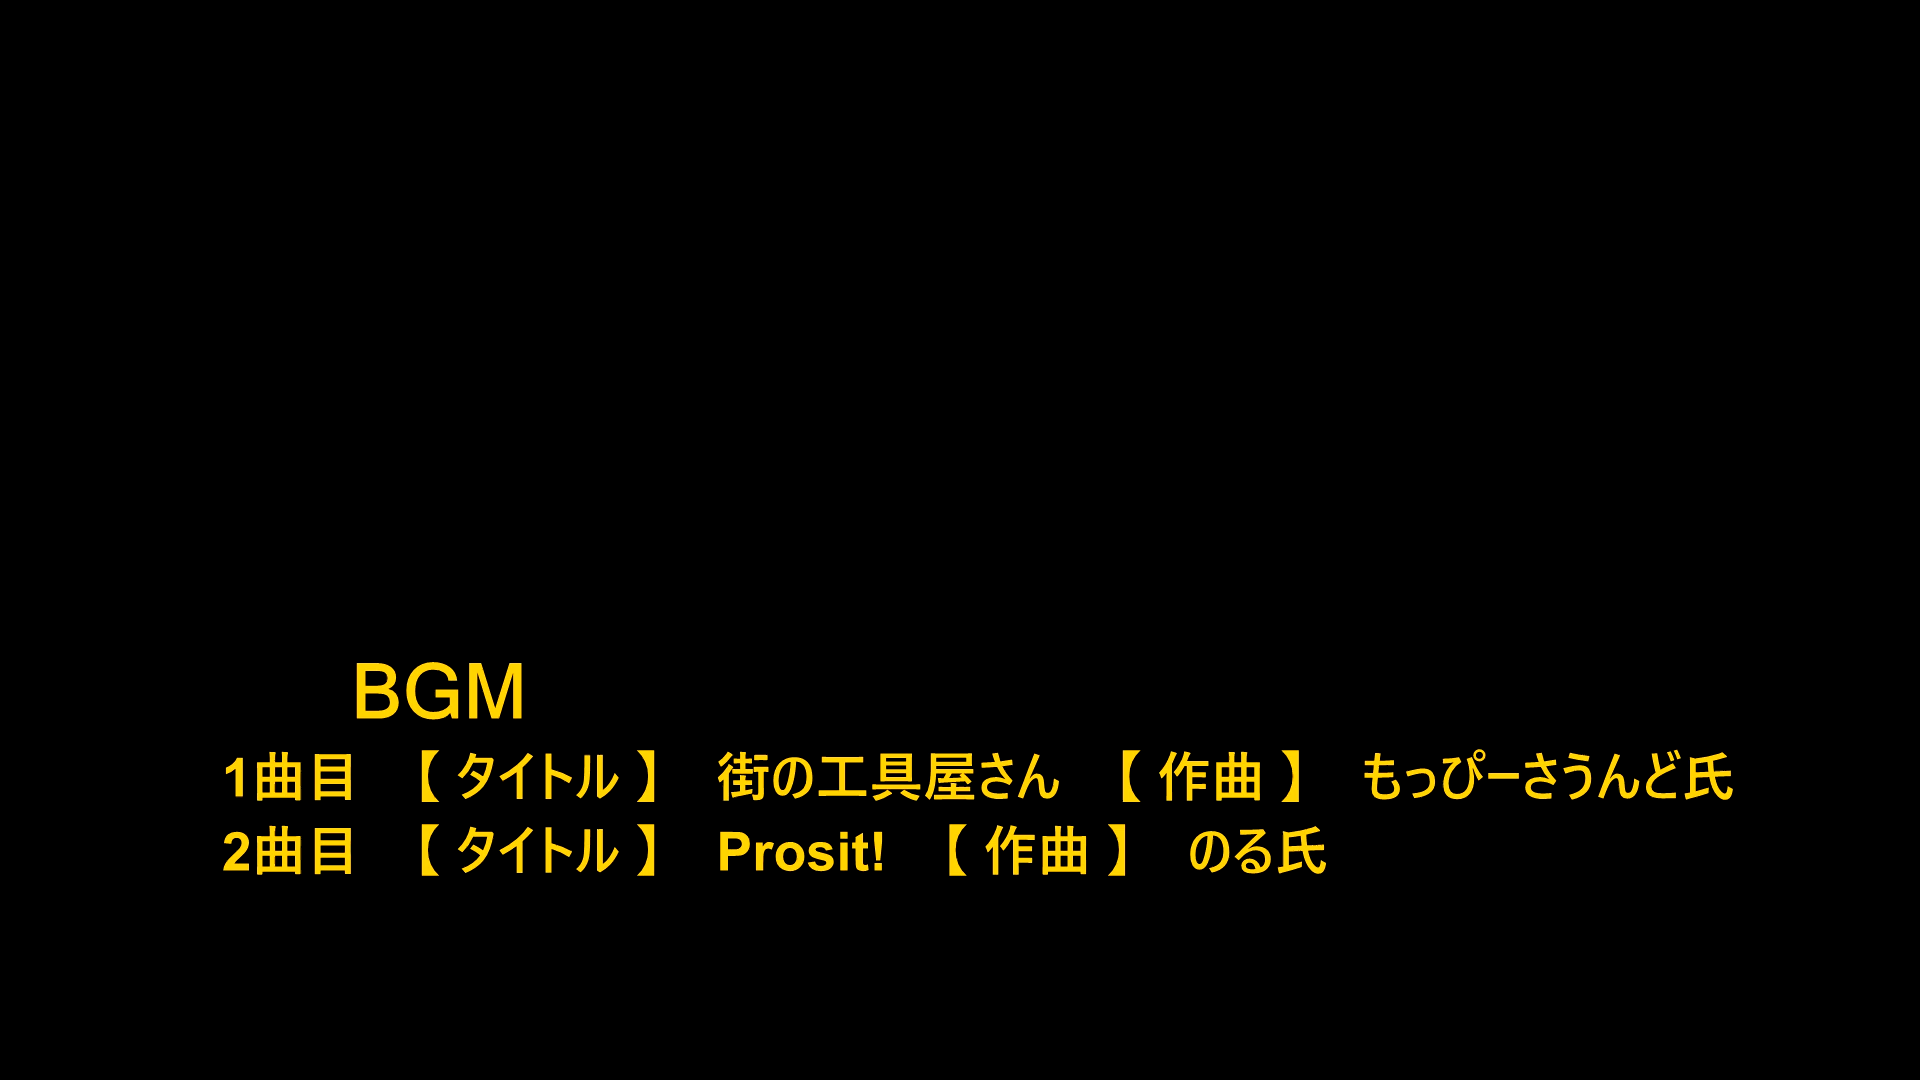 BGM
1曲目 【 タイトル 】 街の工具屋さん 【 作曲 】 もっぴーさうんど氏
2曲目 【 タイトル 】 Prosit! 【 作曲 】 のる氏